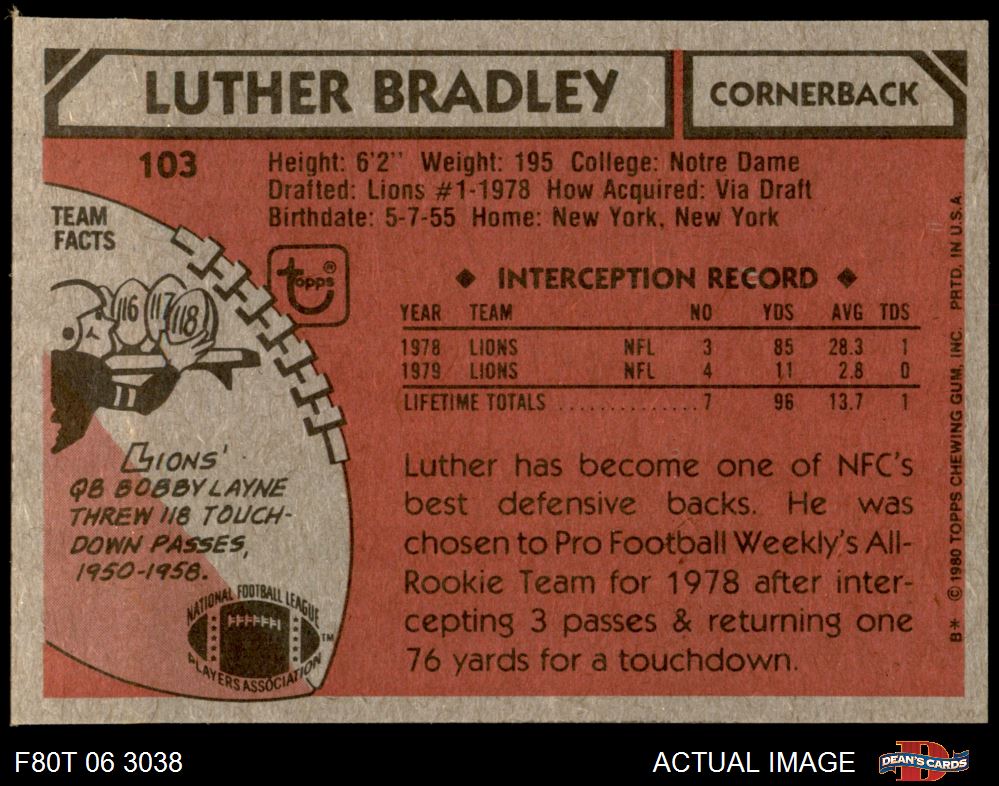 LUTHER BRADLEY
CORNERBACK
103
Height: 6'2" Weight: 195 College: Notre Dame
Drafted: Lions #1-1978 How Acquired: Via Draft
Birthdate: 5-7-55 Home: New York, New York
TEAM
FACTS
topps®
116 117 118
11
LIONS'
QB BOBBY LAYNE
THREW 118 TOUCH-
DOWN PASSES,
1950-1958.
NATIONAL FOOTBALL LEAGUE
PLAYERS ASSOCIATION
TM
◆ INTERCEPTION RECORD ◆
YEAR TEAM NO YDS AVG TDS
1978 LIONS NFL 3 85 28.3 1
1979 LIONS NFL 4 11 2.8 0
LIFETIME TOTALS ..............7 96 13.7 1
Luther has become one of NFC's
best defensive backs. He was
chosen to Pro Football Weekly's All-
Rookie Team for 1978 after inter-
cepting 3 passes & returning one
76 yards for a touchdown.
B* © 1980 TOPPS CHEWING GUM, INC. PRTD. IN U.S.A
F80T 06 3038
ACTUAL IMAGE
D
DEAN'S CARDS